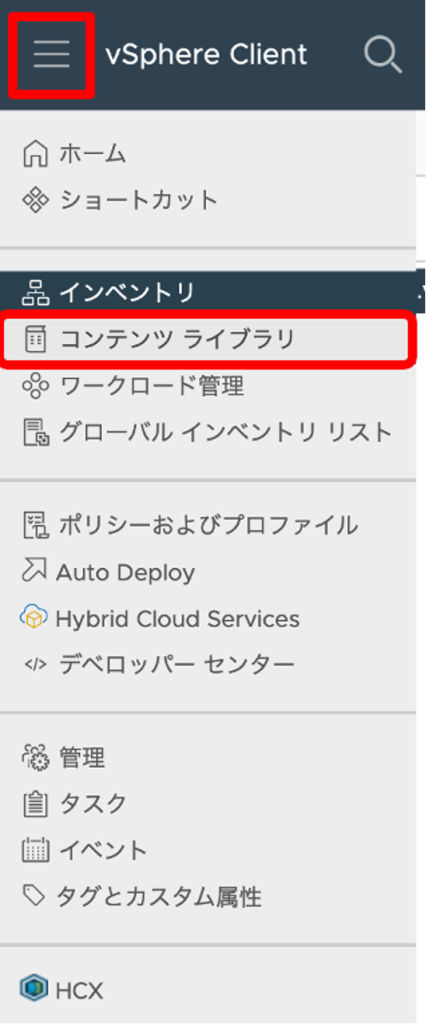 vSphere Client
ホーム
ショートカット
インベントリ
コンテンツ ライブラリ
ワークロード管理
グローバル インベントリ リスト
ポリシーおよびプロファイル
Auto Deploy
Hybrid Cloud Services
デベロッパー センター
管理
タスク
イベント
タグとカスタム属性
HCX